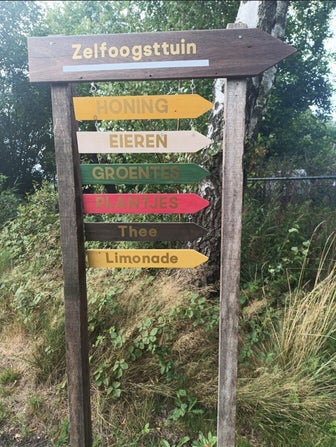 Zelfoogsttuin
HONING
EIEREN
GROENTES
PLANTJES
Thee
Limonade